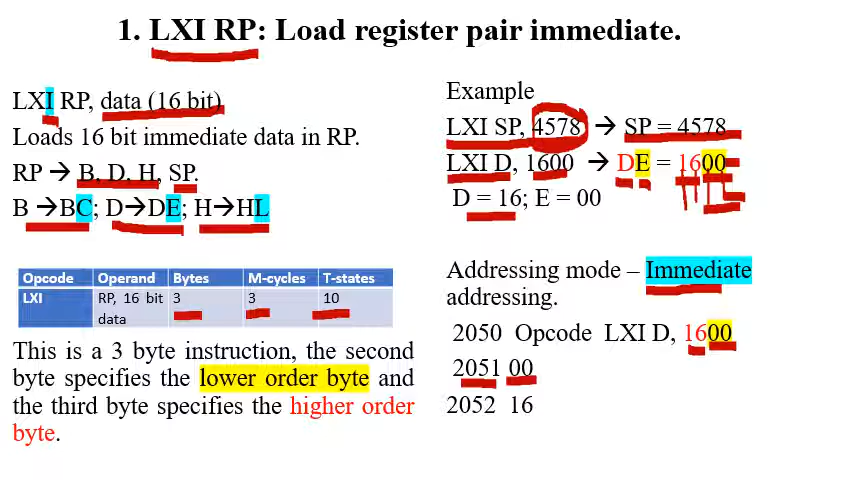 1. LXI RP: Load register pair immediate.
LXI RP, data (16 bit)
Loads 16 bit immediate data in RP.
RP → B, D, H, SP.
B →BC; D→DE; H→HL
Opcode Operand Bytes M-cycles T-states
LXI RP, 16 bit 3 3 10
data
This is a 3 byte instruction, the second
byte specifies the lower order byte and
the third byte specifies the higher order
byte.
Example
LXI SP, 4578 → SP = 4578
LXI D, 1600 → DE = 1600
D = 16; E = 00
Addressing mode – Immediate
addressing.
2050 Opcode LXI D, 1600
2051 00
2052 16